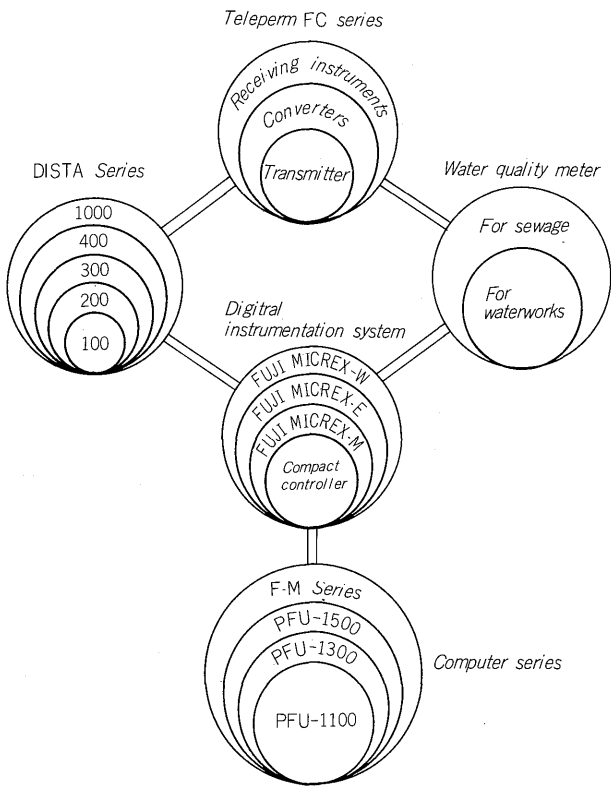 Teleperm FC series
Receiving instruments
Converters
Transmitter
DISTA Series
1000
400
300
200
100
Water quality meter
For sewage
For
waterworks
Digitral
instrumentation system
FUJI MICREX-W
FUJI MICREX-E
FUJI MICREX-M
Compact
controller
F-M Series
PFU-1500
PFU-1300
PFU-1100
Computer series